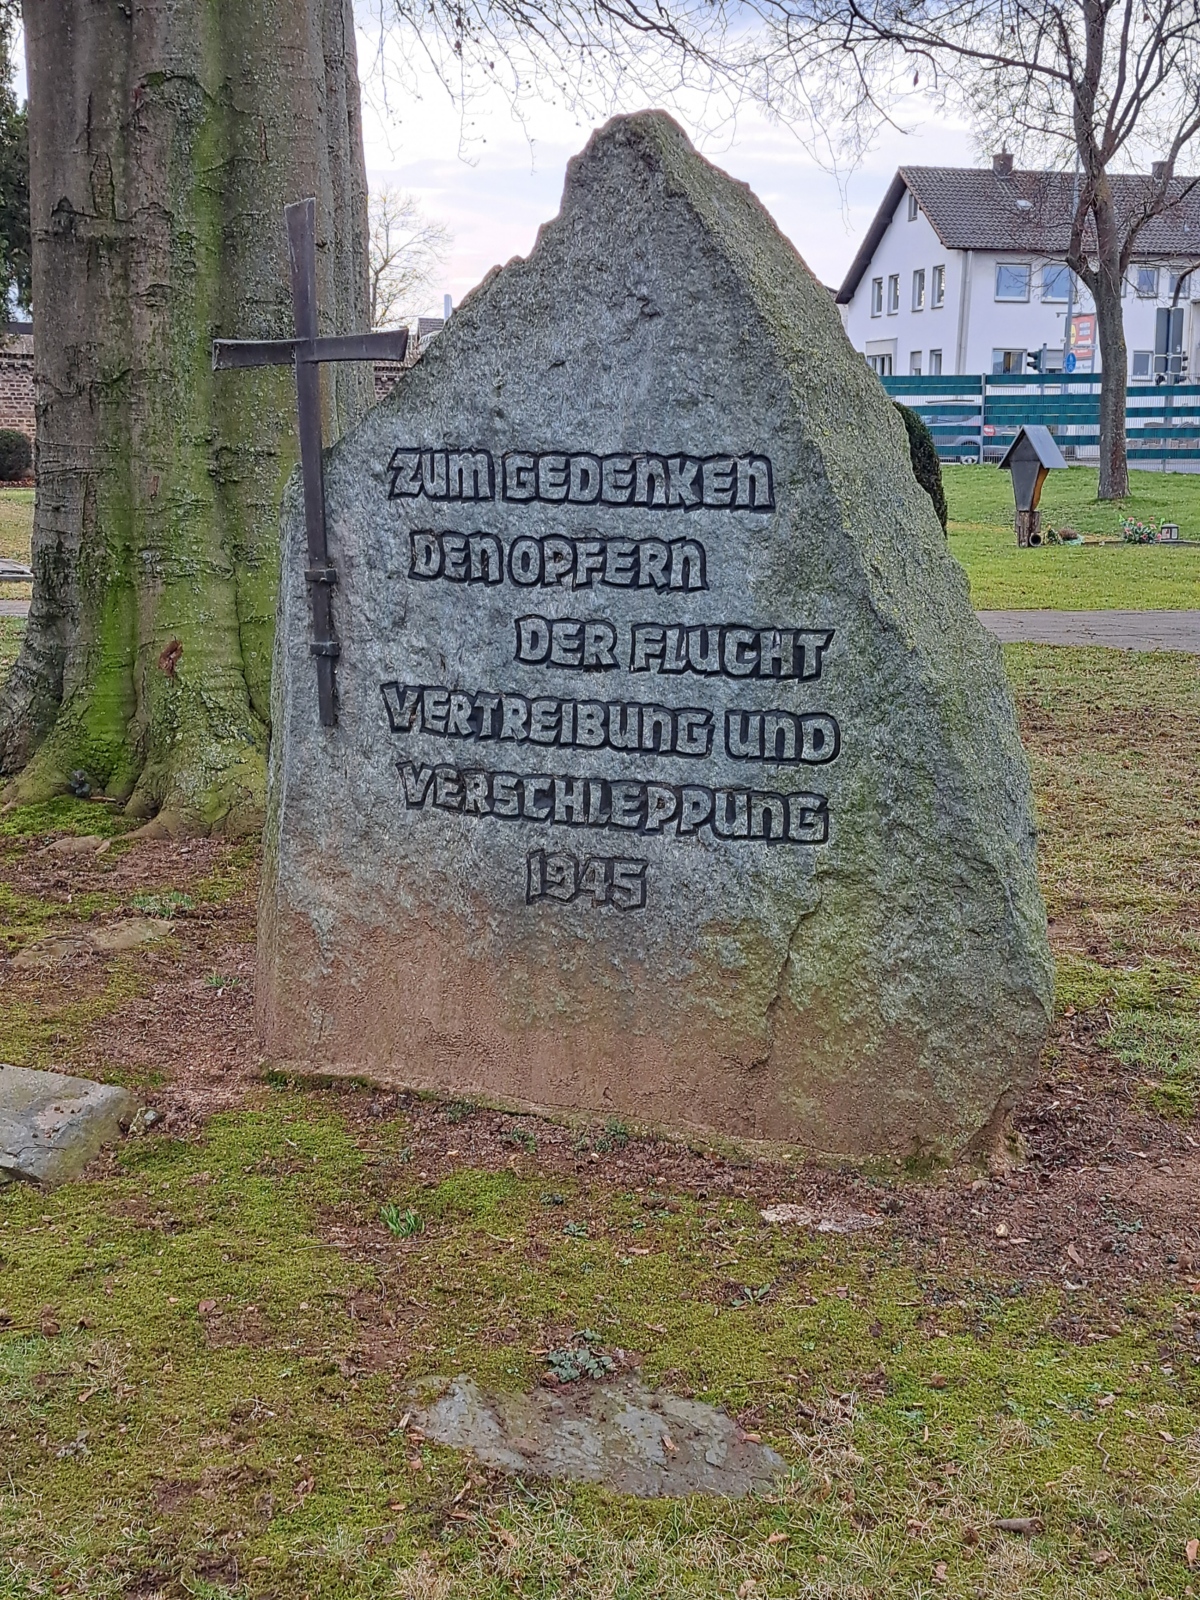 ZUM GEDENKEN
DEN OPFERN
DER FLUCHT
VERTREIBUNG UND
VERSCHLEPPUNG
1945